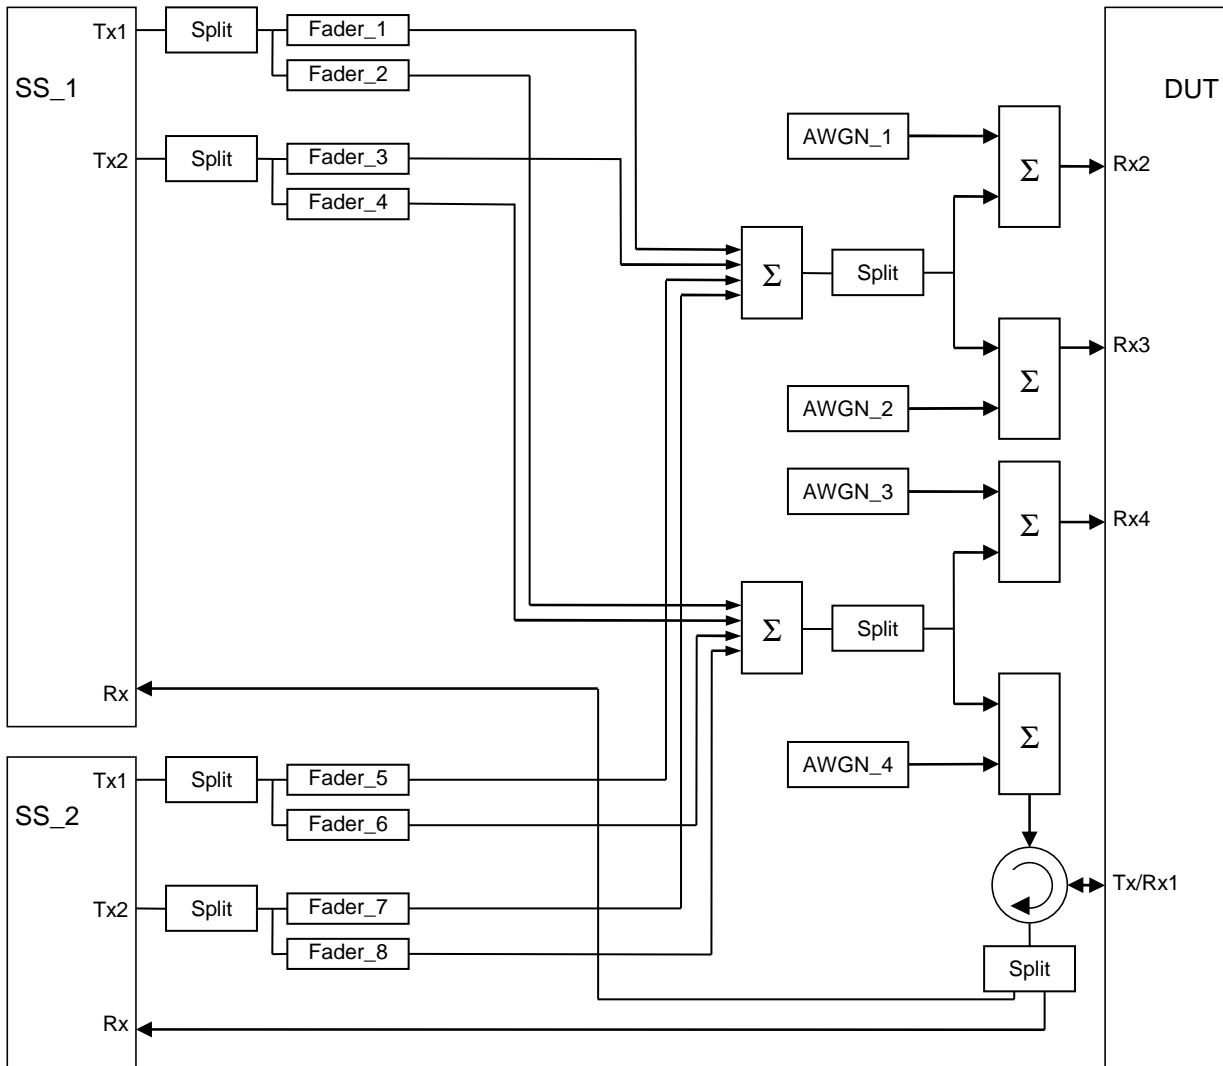 Tx1
Split
Fader_1
Fader_2
SS_1
DUT
AWGN_1
Σ
Rx2
Tx2
Split
Fader_3
Fader_4
Σ
Split
Σ
Rx3
AWGN_2
AWGN_3
Σ
Rx4
Σ
Split
Rx
Σ
AWGN_4
Tx1
Split
Fader_5
SS_2
Fader_6
Tx/Rx1
Tx2
Split
Fader_7
Fader_8
Split
Rx